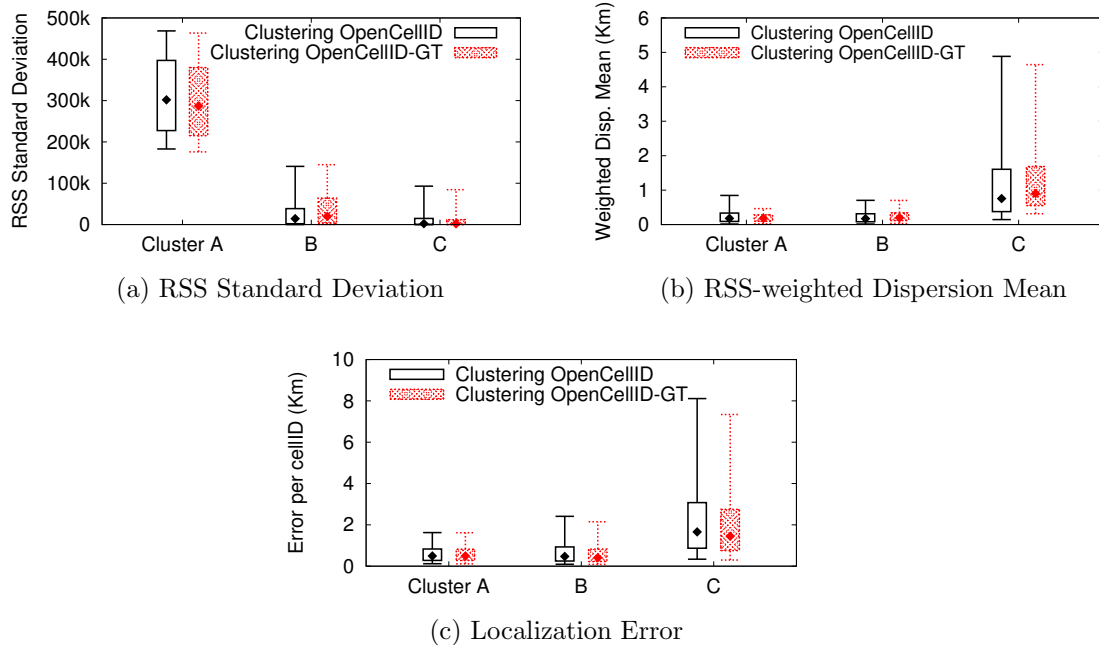 500k
400k
300k
200k
100k
0
RSS Standard Deviation
Clustering OpenCellID
Clustering OpenCellID-GT
Cluster A
B
C
(a) RSS Standard Deviation
6
5
4
3
2
1
0
Weighted Disp. Mean (Km)
Clustering OpenCellID
Clustering OpenCellID-GT
Cluster A
B
C
(b) RSS-weighted Dispersion Mean
10
8
6
4
2
0
Error per cellID (Km)
Clustering OpenCellID
Clustering OpenCellID-GT
Cluster A
B
C
(c) Localization Error